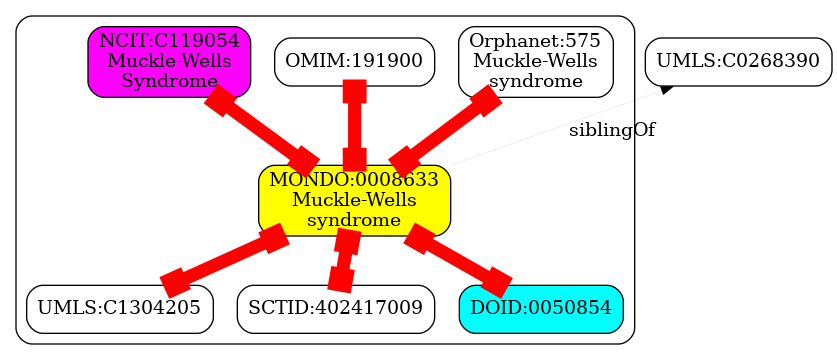 NCIT:C119054
Muckle-Wells
Syndrome
OMIM:191900
Orphanet:575
Muckle-Wells
syndrome
UMLS:C0268390
siblingOf
MONDO:0008633
Muckle-Wells
syndrome
UMLS:C1304205
SCTID:402417009
DOID:0050854